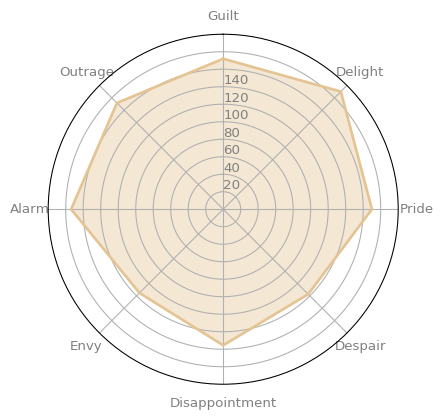 Guilt
Outrage
Delight
140
120
100
80
60
40
20
Alarm
Pride
Envy
Despair
Disappointment